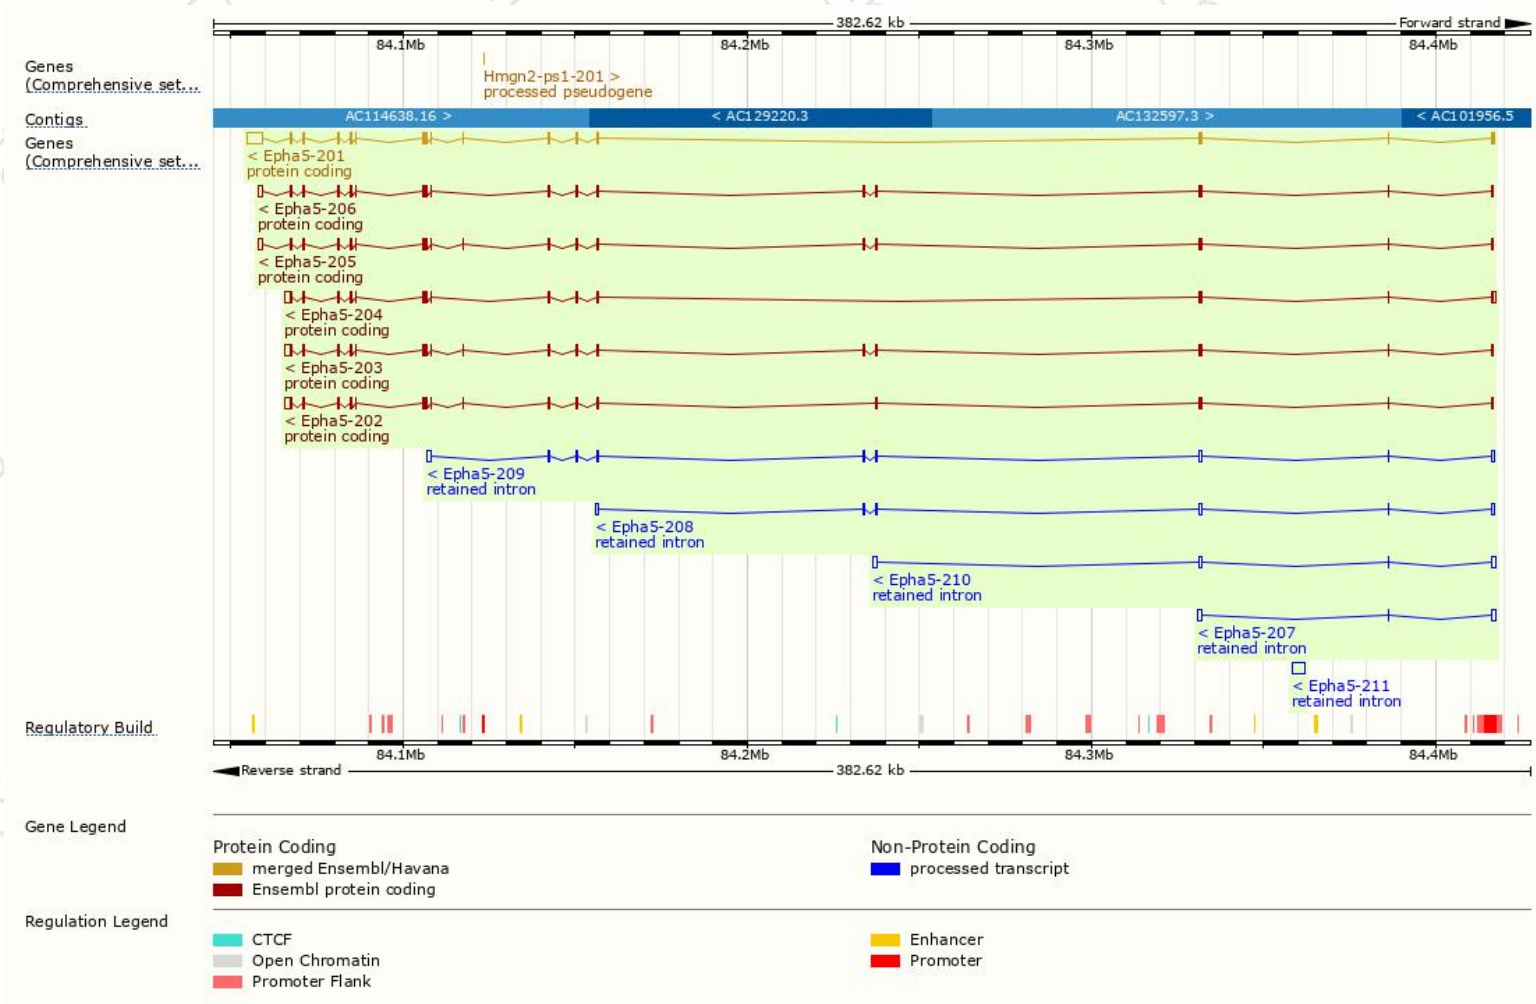 382.62 kb
Forward strand
84.1Mb 84.2Mb 84.3Mb 84.4Mb
Genes
(Comprehensive set...
Hmgn2-ps1-201 >
processed pseudogene
Contigs
AC114638.16 > < AC129220.3 AC132597.3 > < AC101956.5
Genes
(Comprehensive set...
< Epha5-201
protein coding
< Epha5-206
protein coding
< Epha5-205
protein coding
< Epha5-204
protein coding
< Epha5-203
protein coding
< Epha5-202
protein coding
< Epha5-209
retained intron
< Epha5-208
retained intron
< Epha5-210
retained intron
< Epha5-207
retained intron
< Epha5-211
retained intron
Regulatory Build
84.1Mb 84.2Mb 84.3Mb 84.4Mb
Reverse strand 382.62 kb
Gene Legend
Protein Coding
merged Ensembl/Havana
Ensembl protein coding
Non-Protein Coding
processed transcript
Regulation Legend
CTCF
Open Chromatin
Promoter Flank
Enhancer
Promoter